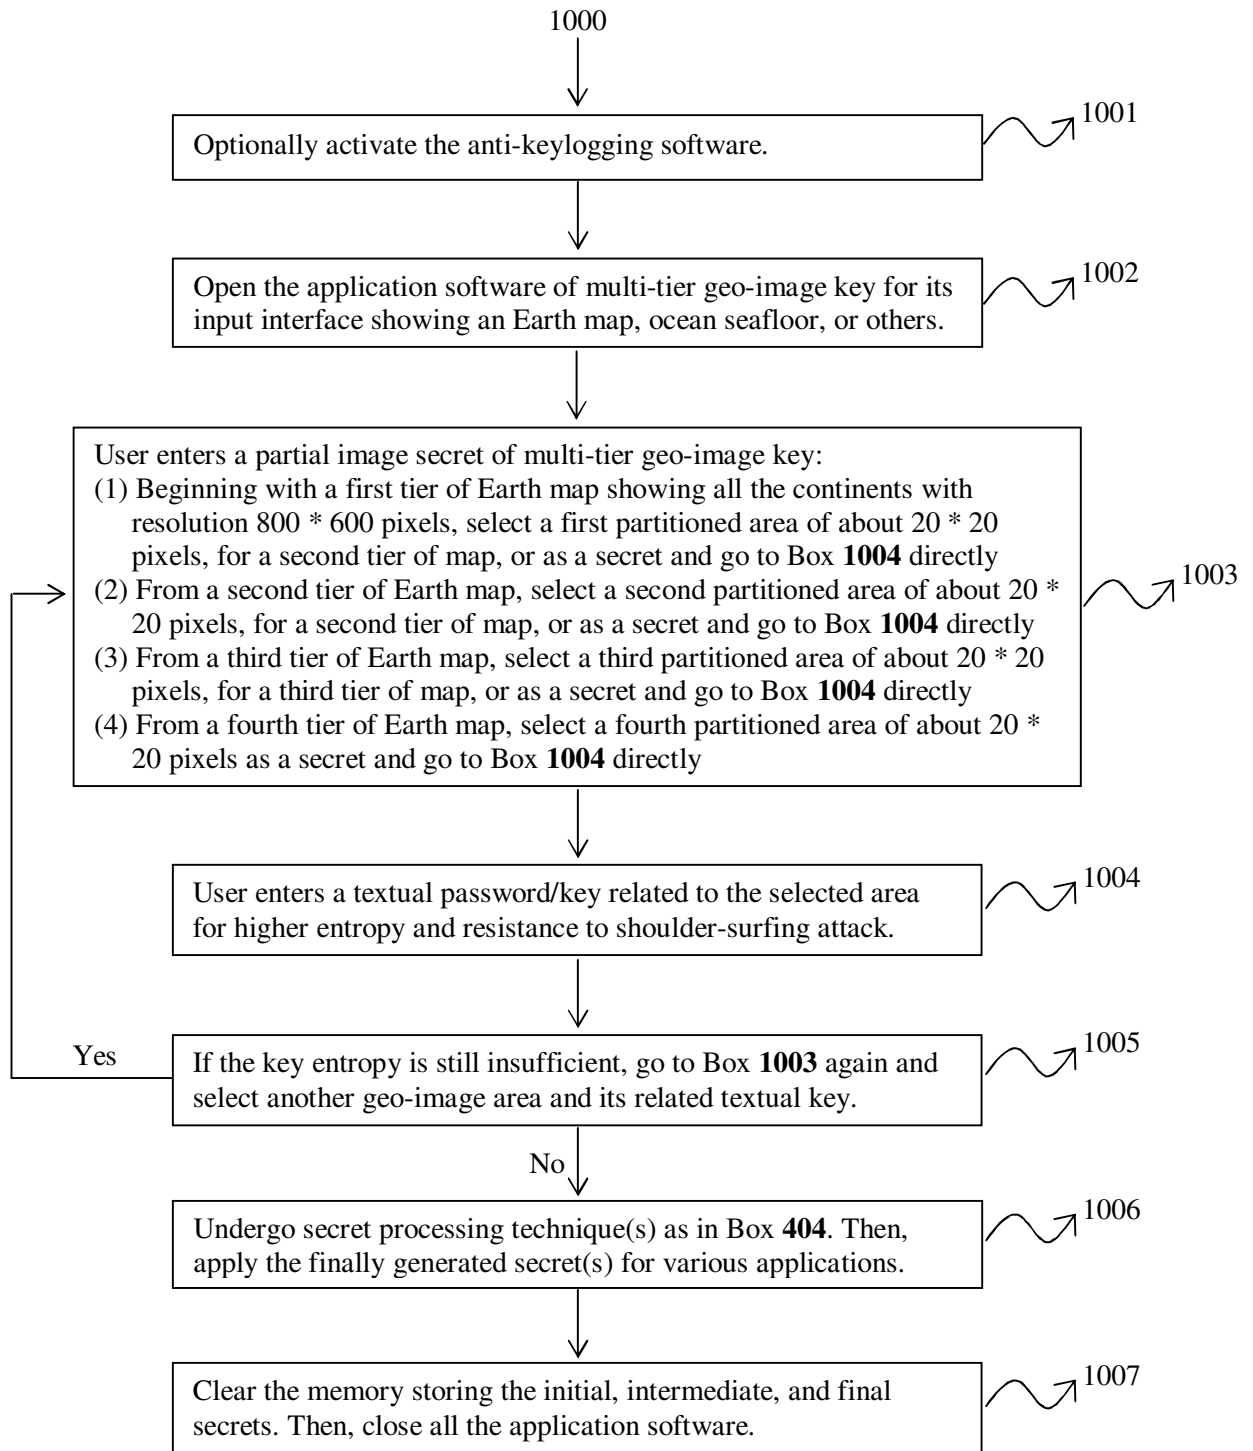 1000
Optionally activate the anti-keylogging software.
1001
Open the application software of multi-tier geo-image key for its
input interface showing an Earth map, ocean seafloor, or others.
1002
User enters a partial image secret of multi-tier geo-image key:
(1) Beginning with a first tier of Earth map showing all the continents with
resolution 800 * 600 pixels, select a first partitioned area of about 20 * 20
pixels, for a second tier of map, or as a secret and go to Box 1004 directly
(2) From a second tier of Earth map, select a second partitioned area of about 20 *
20 pixels, for a second tier of map, or as a secret and go to Box 1004 directly
(3) From a third tier of Earth map, select a third partitioned area of about 20 * 20
pixels, for a third tier of map, or as a secret and go to Box 1004 directly
(4) From a fourth tier of Earth map, select a fourth partitioned area of about 20 *
20 pixels as a secret and go to Box 1004 directly
1003
User enters a textual password/key related to the selected area
for higher entropy and resistance to shoulder-surfing attack.
1004
Yes
If the key entropy is still insufficient, go to Box 1003 again and
select another geo-image area and its related textual key.
1005
No
Undergo secret processing technique(s) as in Box 404. Then,
apply the finally generated secret(s) for various applications.
1006
Clear the memory storing the initial, intermediate, and final
secrets. Then, close all the application software.
1007